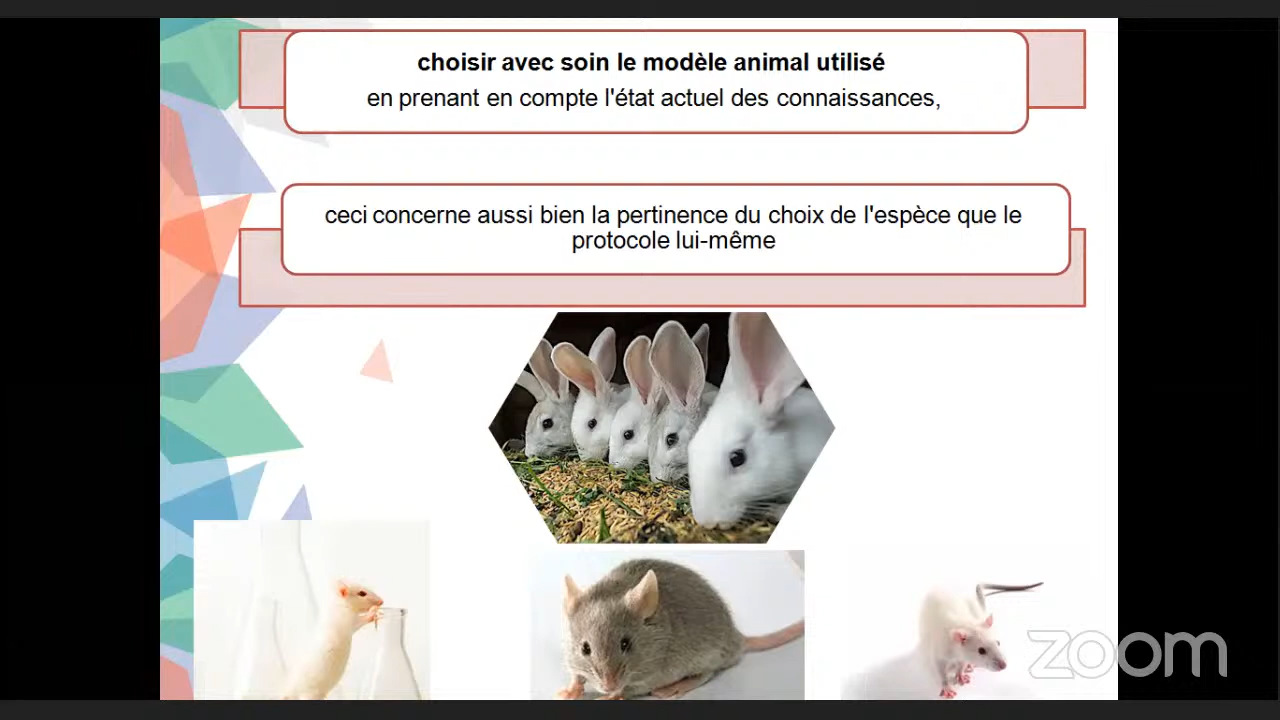 choisir avec soin le modèle animal utilisé
en prenant en compte l'état actuel des connaissances,
ceci concerne aussi bien la pertinence du choix de l'espèce que le
protocole lui-même
zoom